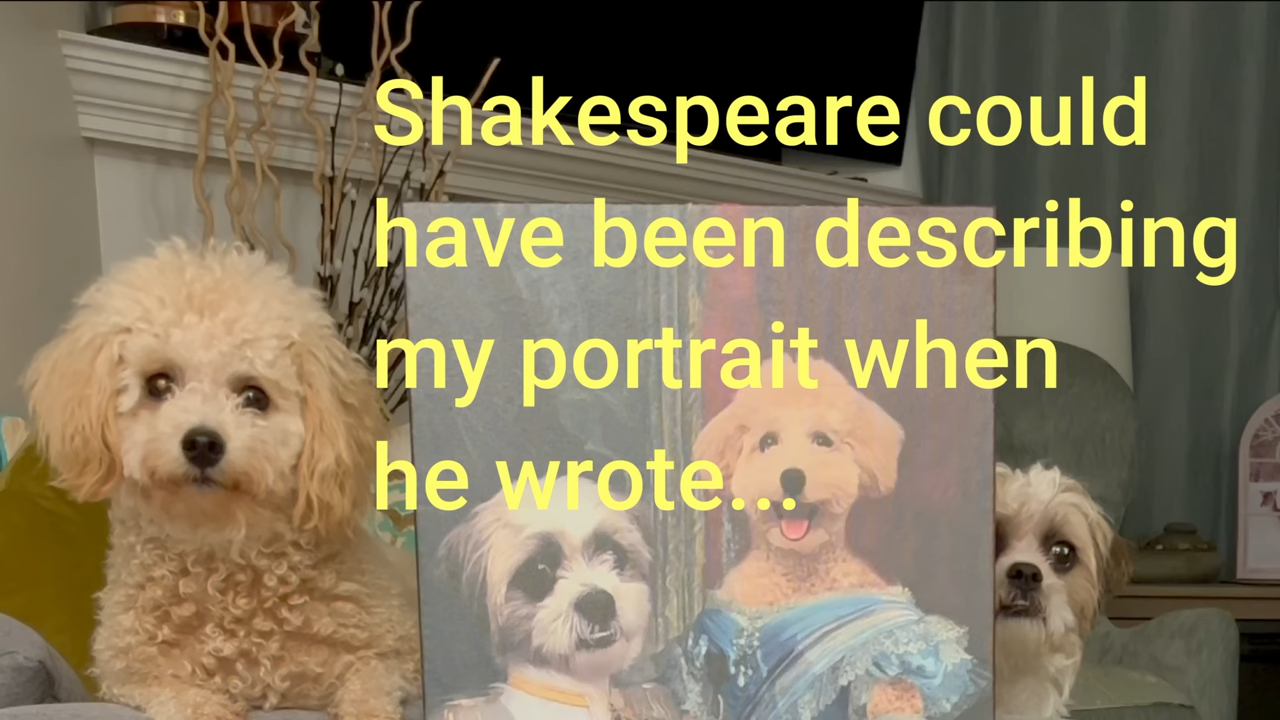 Shakespeare could
have been describing
my portrait when
he wrote...